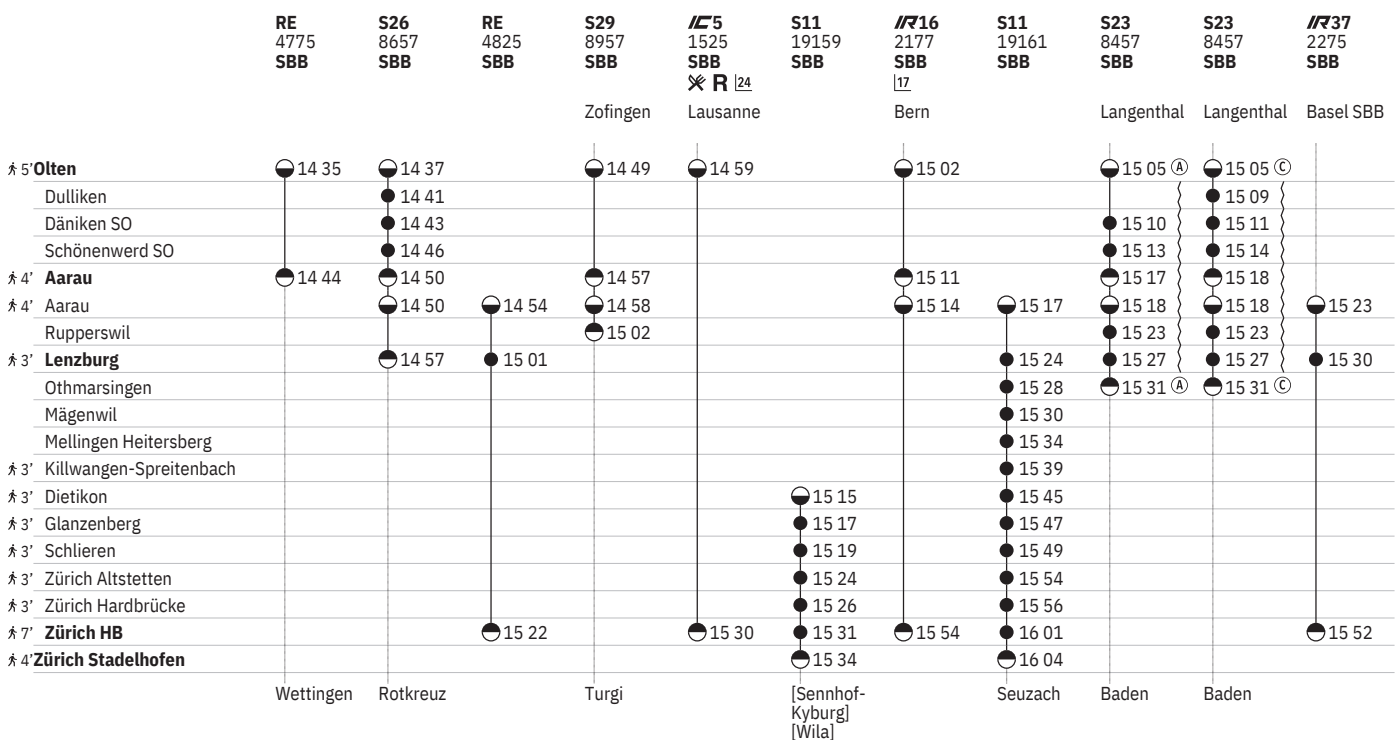 RE S26 RE S29 IC5 S11 IR16 S11 S23 S23 IR37
4775 8657 4825 8957 1525 19159 2177 19161 8457 8457 2275
SBB SBB SBB SBB SBB SBB SBB SBB SBB SBB SBB
R 24 17
Zofingen Lausanne Bern Langenthal Langenthal Basel SBB
5' Olten 14 35 14 37 14 49 14 59 15 02 15 05 A 15 05 C
Dulliken 14 41 15 09
Däniken SO 14 43 15 10 15 11
Schönenwerd SO 14 46 15 13 15 14
4' Aarau 14 44 14 50 14 57 15 11 15 17 15 18
4' Aarau 14 50 14 54 14 58 15 14 15 17 15 18 15 18 15 23
Rupperswil 15 02 15 23 15 23
3' Lenzburg 14 57 15 01 15 24 15 27 15 27 15 30
Othmarsingen 15 28 15 31 A 15 31 C
Mägenwil 15 30
Mellingen Heitersberg 15 34
3' Killwangen-Spreitenbach 15 39
3' Dietikon 15 15 15 45
3' Glanzenberg 15 17 15 47
3' Schlieren 15 19 15 49
3' Zürich Altstetten 15 24 15 54
3' Zürich Hardbrücke 15 26 15 56
7' Zürich HB 15 22 15 30 15 31 15 54 16 01 15 52
4' Zürich Stadelhofen 15 34 16 04
Wettingen Rotkreuz Turgi [Sennhof- Seuzach Baden Baden
Kyburg]
[Wila]